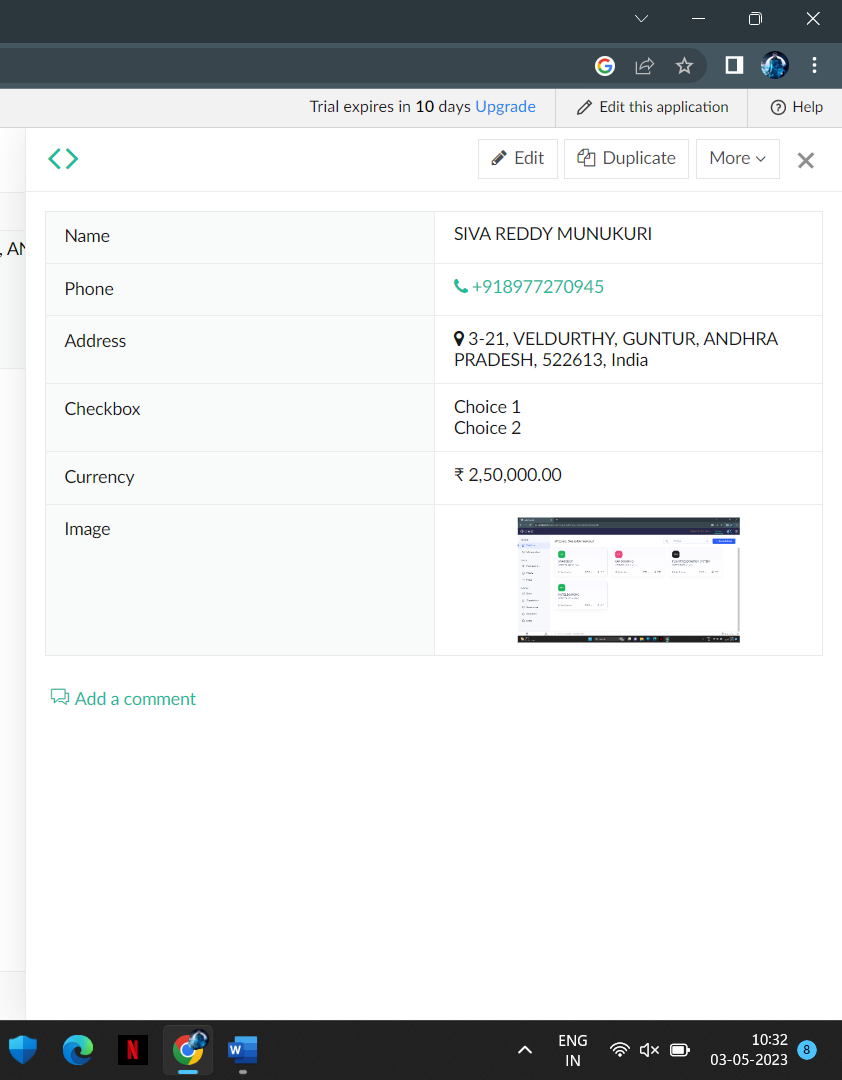 Trial expires in 10 days Upgrade
Edit this application
Help
Edit
Duplicate
More
, AN
Name
SIVA REDDY MUNUKURI
Phone
+918977270945
Address
3-21, VELDURTHY, GUNTUR, ANDHRA
PRADESH, 522613, India
Checkbox
Choice 1
Choice 2
Currency
₹ 2,50,000.00
Image
Add a comment
N
W
ENG
IN
10:32
03-05-2023
8